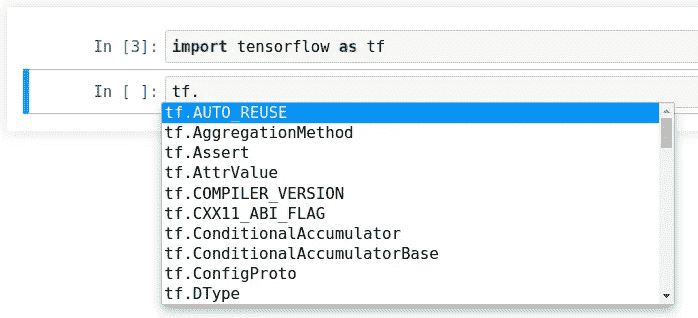 In [3]: import tensorflow as tf
In [ ]: tf.
tf.AUTO_REUSE
tf.AggregationMethod
tf.Assert
tf.AttrValue
tf.COMPILER_VERSION
tf.CXX11_ABI_FLAG
tf.ConditionalAccumulator
tf.ConditionalAccumulatorBase
tf.ConfigProto
tf.DType